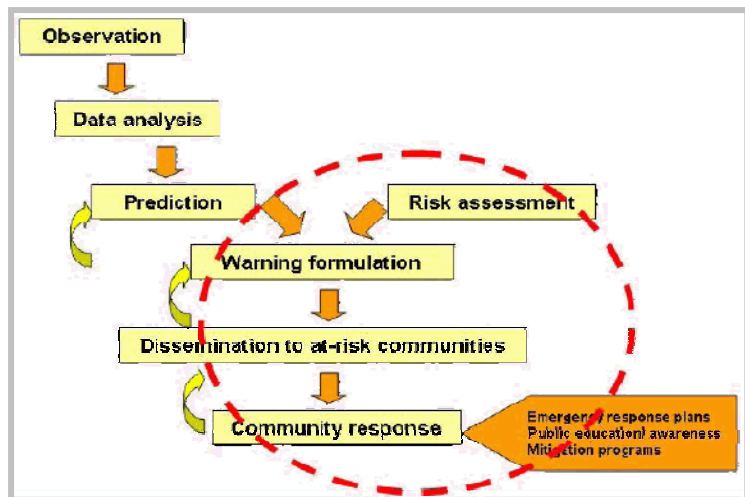 Observation
Data analysis
Prediction
Risk assessment
Warning formulation
Dissemination to at-risk communities
Community response
Emergency response plans
Public education/ awareness
Mitigation programs